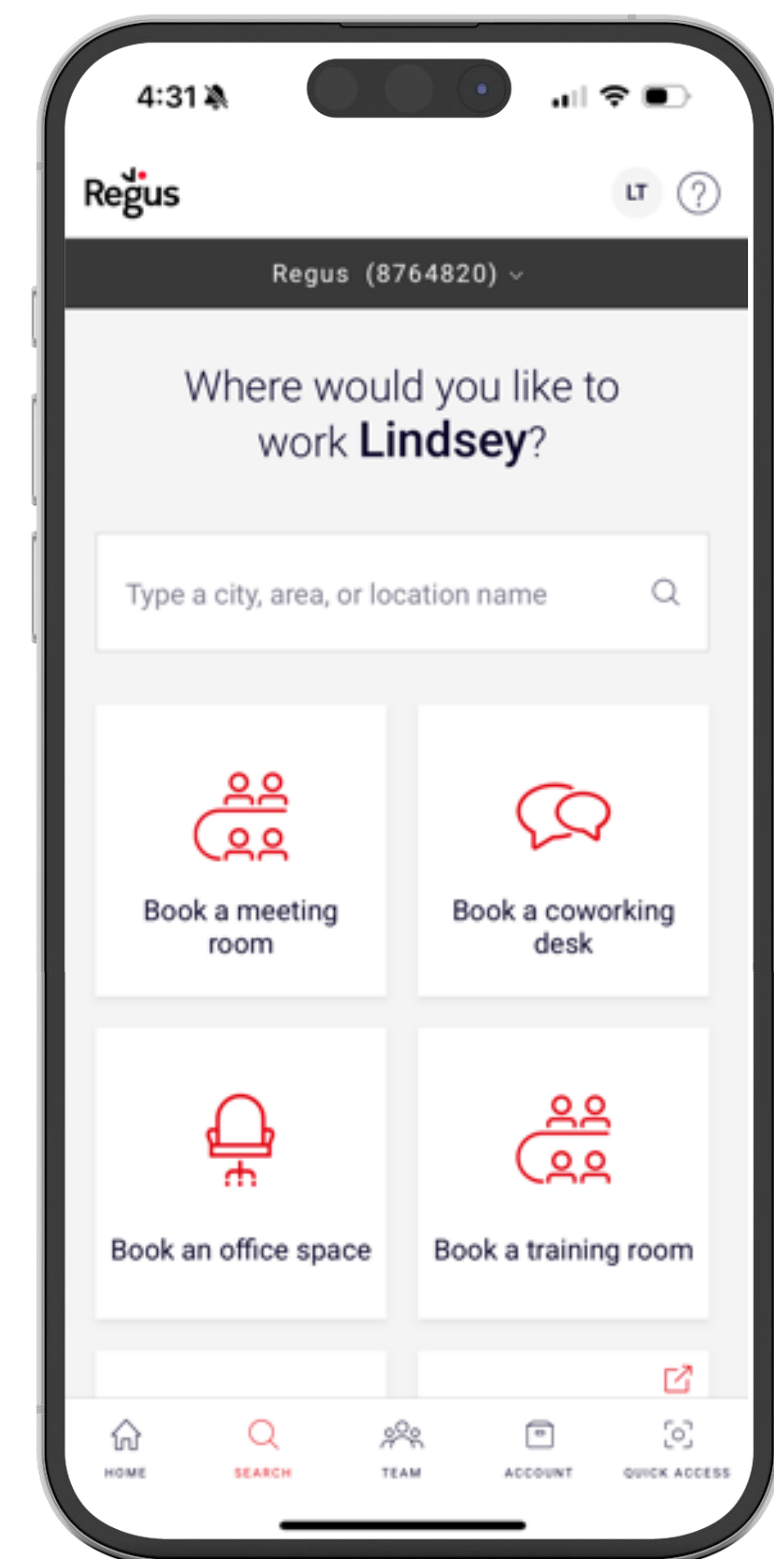 4:31
Regus
LT ?
Regus (8764820)
Where would you like to
work Lindsey?
Type a city, area, or location name
Book a meeting
room
Book a coworking
desk
Book an office space
Book a training room
HOME
SEARCH
TEAM
ACCOUNT
QUICK ACCESS